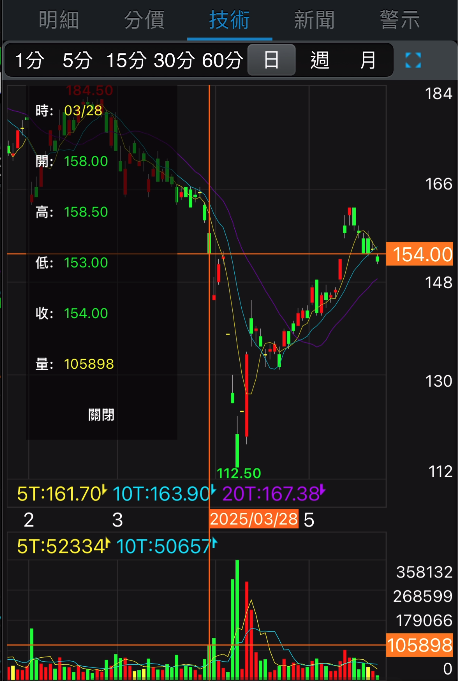 明細 分價 技術 新聞 警示
1分 5分 15分 30分 60分 日 週 月
184.50
184
時: 03/28
開: 158.00
166
高: 158.50
154.00
低: 153.00
148
收: 154.00
量: 105898
130
關閉
112.50
112
5T:161.70 10T:163.90 20T:167.38
2 3 2025/03/28 5
5T:52334 10T:50657
358132
268599
179066
105898
0